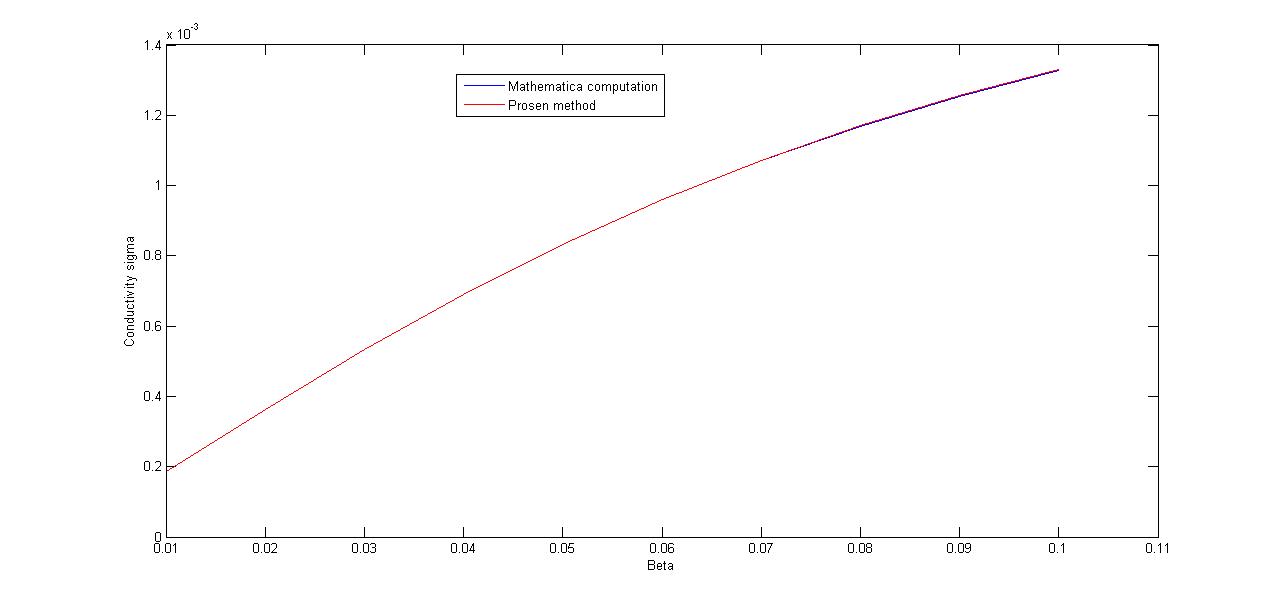 x 10^-3
1.4
1.2
1
0.8
0.6
0.4
0.2
0
Conductivity sigma
Mathematica computation
Prosen method
0.01 0.02 0.03 0.04 0.05 0.06 0.07 0.08 0.09 0.1 0.11
Beta